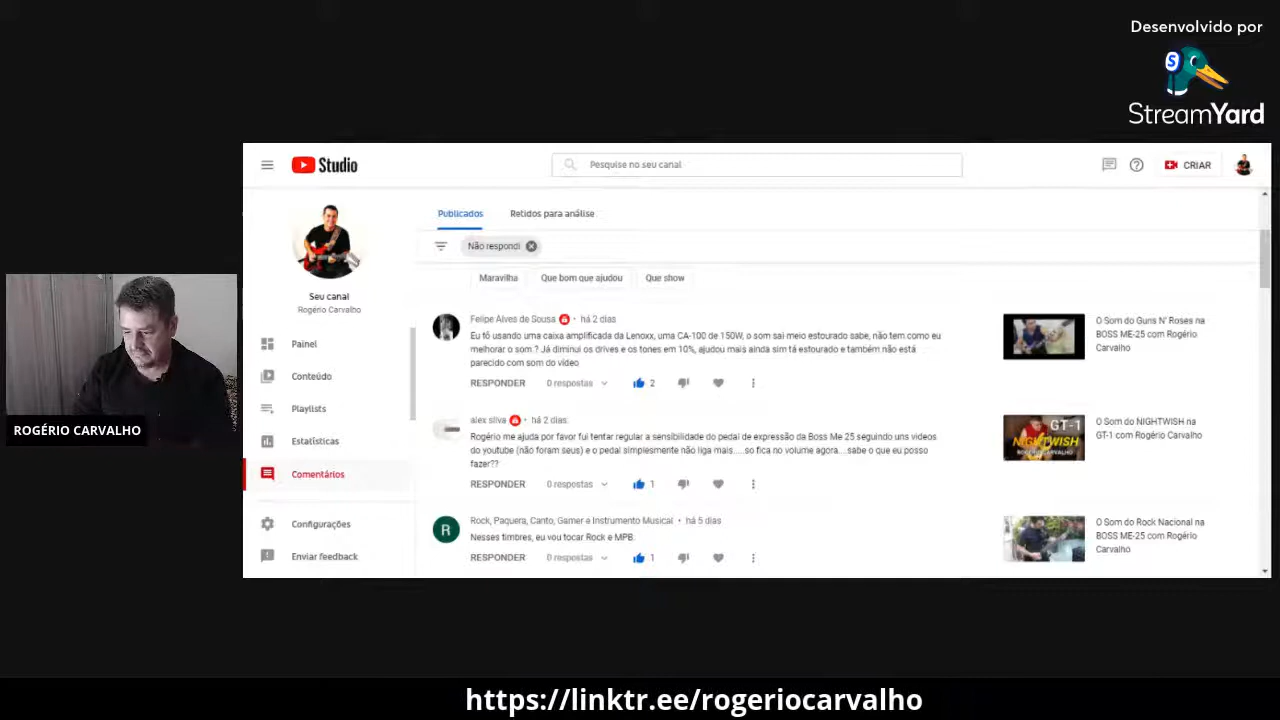 Desenvolvido por
StreamYard
Studio
Pesquise no seu canal
CRIAR
Publicados
Retidos para análise
Não respondi
Maravilha
Que bom que ajudou
Que show
Seu canal
Rogério Carvalho
Painel
Conteúdo
Playlists
Estatísticas
Comentários
Configurações
Enviar feedback
Felipe Alves de Sousa • há 2 dias
Eu tô usando uma caixa amplificada da Lenoxx, uma CA-100 de 150W, o som sai meio estourado sabe, não tem como eu
melhorar o som ? Já diminui os drives e os tones em 10%, ajudou mais ainda sim tá estourado e também não está
parecido com som do vídeo
RESPONDER
0 respostas
2
O Som do Guns N' Roses na
BOSS ME-25 com Rogério
Carvalho
alex silva • há 2 dias
Rogério me ajuda por favor fui tentar regular a sensibilidade do pedal de expressão da Boss Me 25 seguindo uns videos
do youtube (não foram seus) e o pedal simplesmente não liga mais....so fica no volume agora...sabe o que eu posso
fazer??
RESPONDER
0 respostas
1
GT-1
NIGHTWISH
ROGÉRIO CARVALHO
O Som do NIGHTWISH na
GT-1 com Rogério Carvalho
R
Rock, Paquera, Canto, Gamer e Instrumento Musical • há 5 dias
Nesses timbres, eu vou tocar Rock e MPB.
RESPONDER
0 respostas
1
O Som do Rock Nacional na
BOSS ME-25 com Rogério
Carvalho
ROGÉRIO CARVALHO
https://linktr.ee/rogeriocarvalho